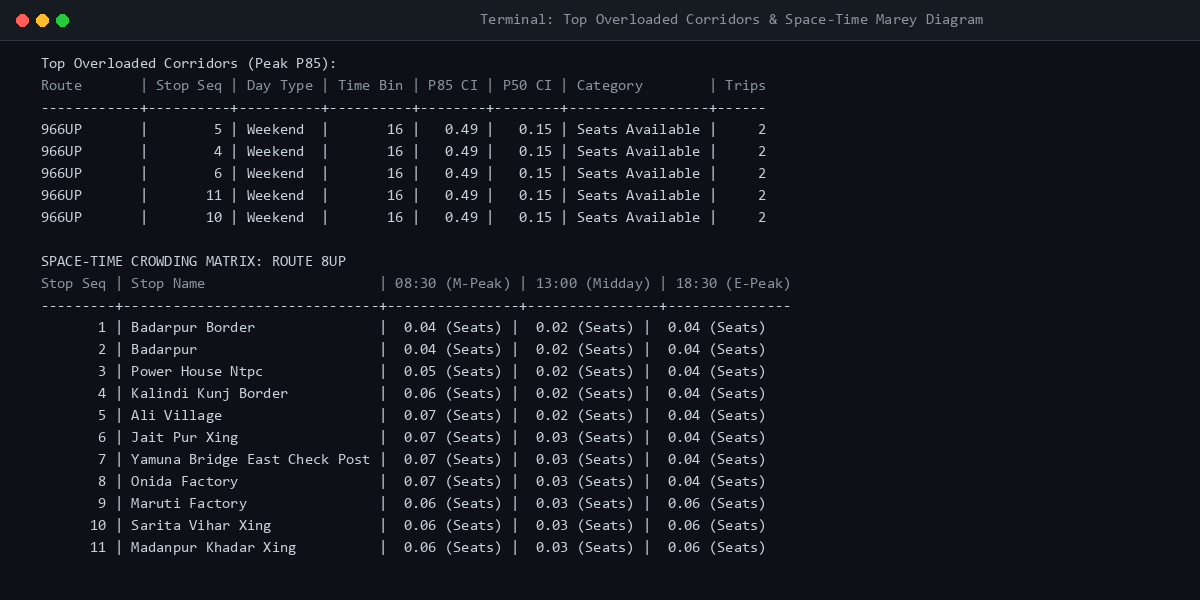 Terminal: Top Overloaded Corridors & Space-Time Marey Diagram
Top Overloaded Corridors (Peak P85):
Route       | Stop Seq | Day Type | Time Bin | P85 CI | P50 CI | Category        | Trips
------------+----------+----------+----------+--------+--------+-----------------+------
966UP       |        5 | Weekend  |       16 |   0.49 |   0.15 | Seats Available |     2
966UP       |        4 | Weekend  |       16 |   0.49 |   0.15 | Seats Available |     2
966UP       |        6 | Weekend  |       16 |   0.49 |   0.15 | Seats Available |     2
966UP       |       11 | Weekend  |       16 |   0.49 |   0.15 | Seats Available |     2
966UP       |       10 | Weekend  |       16 |   0.49 |   0.15 | Seats Available |     2
SPACE-TIME CROWDING MATRIX: ROUTE 8UP
Stop Seq | Stop Name                     | 08:30 (M-Peak) | 13:00 (Midday) | 18:30 (E-Peak)
---------+-------------------------------+----------------+----------------+---------------
       1 | Badarpur Border               |  0.04 (Seats) |  0.02 (Seats) |  0.04 (Seats)
       2 | Badarpur                      |  0.04 (Seats) |  0.02 (Seats) |  0.04 (Seats)
       3 | Power House Ntpc              |  0.05 (Seats) |  0.02 (Seats) |  0.04 (Seats)
       4 | Kalindi Kunj Border           |  0.06 (Seats) |  0.02 (Seats) |  0.04 (Seats)
       5 | Ali Village                   |  0.07 (Seats) |  0.02 (Seats) |  0.04 (Seats)
       6 | Jait Pur Xing                 |  0.07 (Seats) |  0.03 (Seats) |  0.04 (Seats)
       7 | Yamuna Bridge East Check Post |  0.07 (Seats) |  0.03 (Seats) |  0.04 (Seats)
       8 | Onida Factory                 |  0.07 (Seats) |  0.03 (Seats) |  0.04 (Seats)
       9 | Maruti Factory                |  0.06 (Seats) |  0.03 (Seats) |  0.06 (Seats)
      10 | Sarita Vihar Xing             |  0.06 (Seats) |  0.03 (Seats) |  0.06 (Seats)
      11 | Madanpur Khadar Xing          |  0.06 (Seats) |  0.03 (Seats) |  0.06 (Seats)